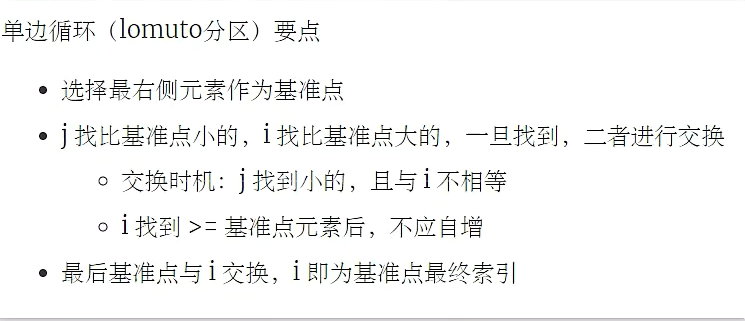 单边循环（lomuto分区）要点
• 选择最右侧元素作为基准点
• j 找比基准点小的，i 找比基准点大的，一旦找到，二者进行交换
◦ 交换时机：j 找到小的，且与 i 不相等
◦ i 找到 >= 基准点元素后，不应自增
• 最后基准点与 i 交换，i 即为基准点最终索引